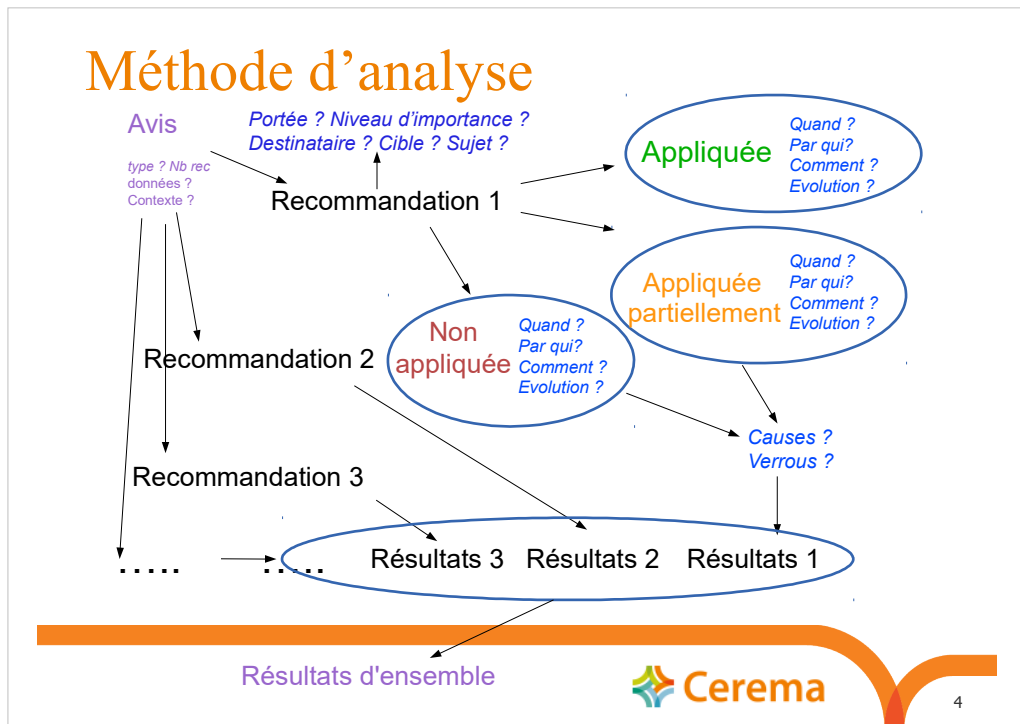 Méthode d'analyse
Avis
type ? Nb rec
données ?
Contexte ?
Portée ? Niveau d'importance ?
Destinataire ? Cible ? Sujet ?
Recommandation 1
Appliquée
Quand ?
Par qui?
Comment ?
Evolution ?
Appliquée
partiellement
Quand ?
Par qui?
Comment ?
Evolution ?
Non
appliquée
Quand ?
Par qui?
Comment ?
Evolution ?
Recommandation 2
Causes ?
Verrous ?
Recommandation 3
.....
.....
Résultats 3
Résultats 2
Résultats 1
Résultats d'ensemble
Cerema
4